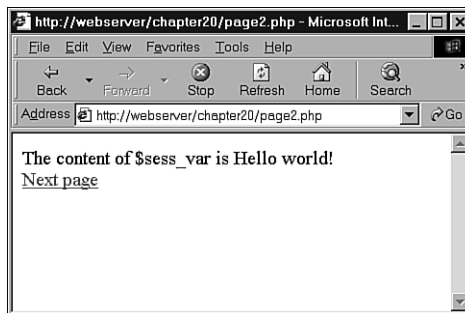 http://webserver/chapter20/page2.php - Microsoft Int...
File Edit View Favorites Tools Help
Back Forward Stop Refresh Home Search »
Address http://webserver/chapter20/page2.php Go
The content of $sess_var is Hello world!
Next page